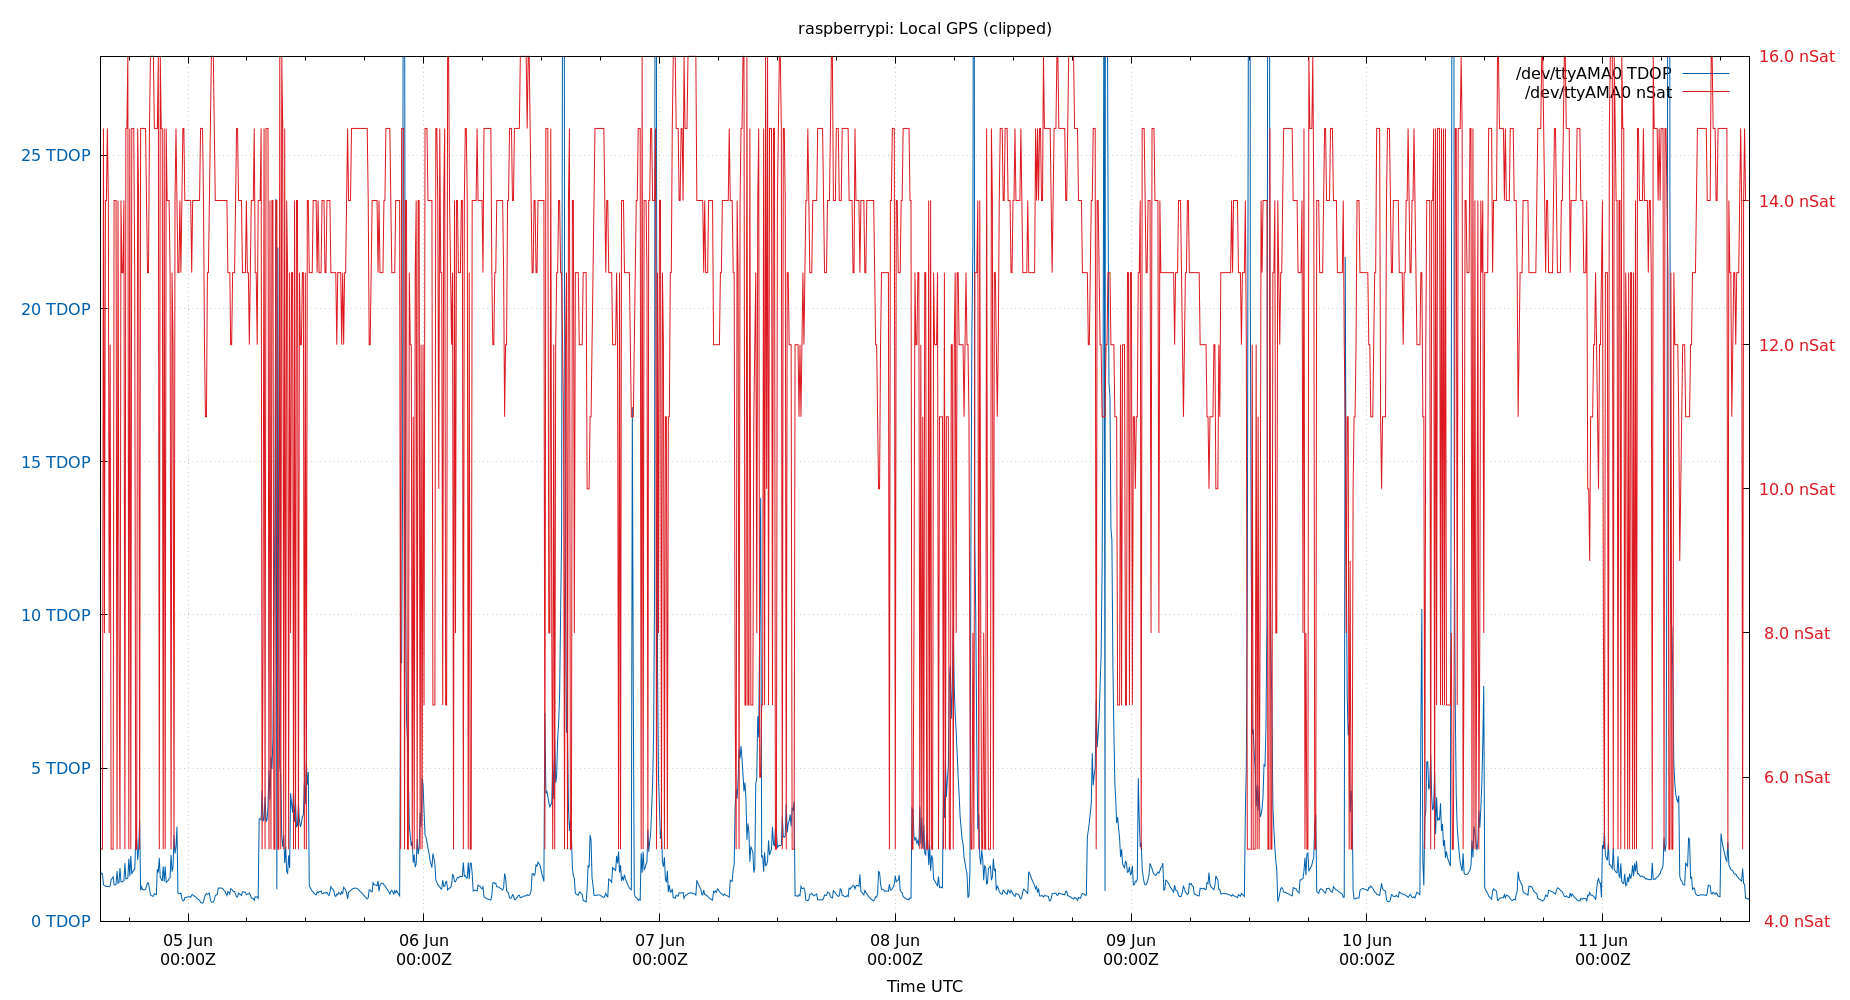 raspberrypi: Local GPS (clipped)
/dev/ttyAMA0 TDOP
/dev/ttyAMA0 nSat
25 TDOP
20 TDOP
15 TDOP
10 TDOP
5 TDOP
0 TDOP
16.0 nSat
14.0 nSat
12.0 nSat
10.0 nSat
8.0 nSat
6.0 nSat
4.0 nSat
05 Jun
00:00Z
06 Jun
00:00Z
07 Jun
00:00Z
08 Jun
00:00Z
09 Jun
00:00Z
10 Jun
00:00Z
11 Jun
00:00Z
Time UTC